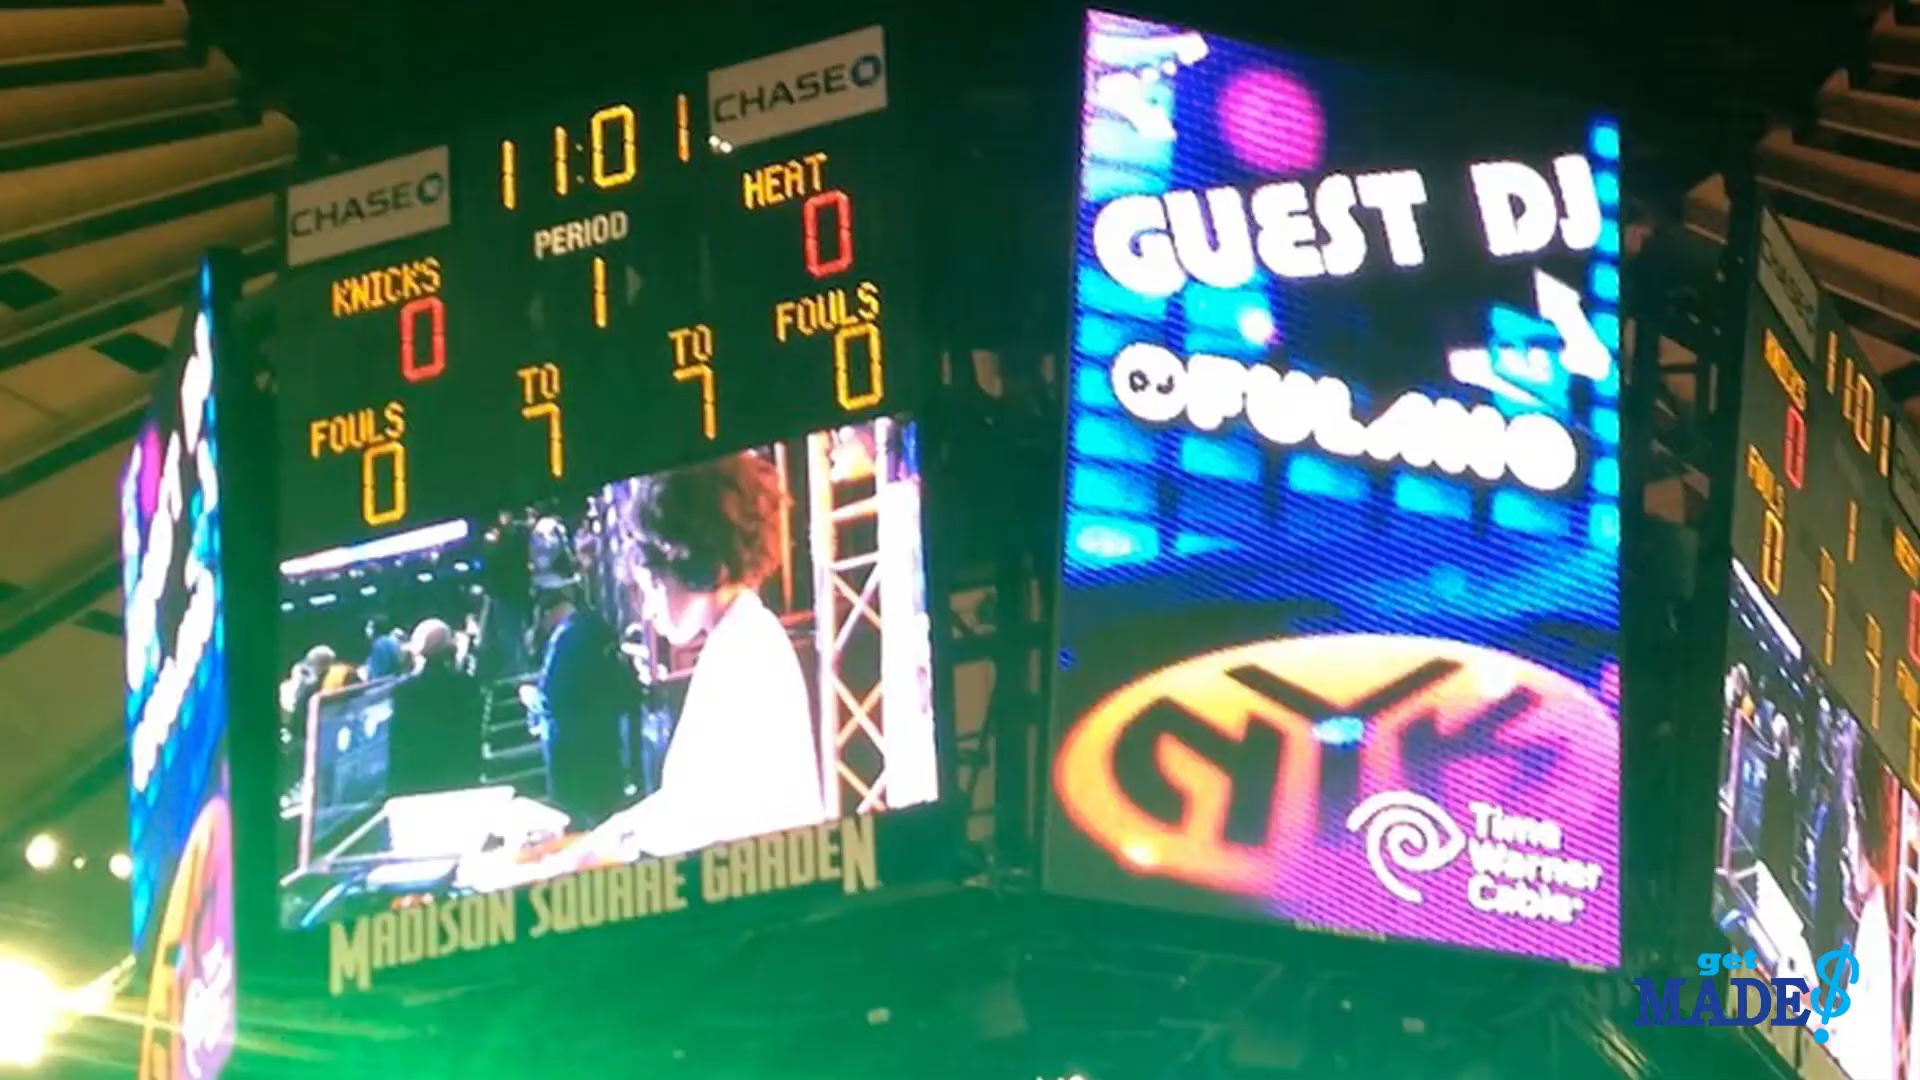 CHASE
CHASE
11:01
PERIOD
1
KNICKS
0
HEAT
0
FOULS
0
TO
7
TO
7
FOULS
0
MADISON SQUARE GARDEN
GUEST DJ
DJ
NYK
Time
Warner
Cable
get
MADE$